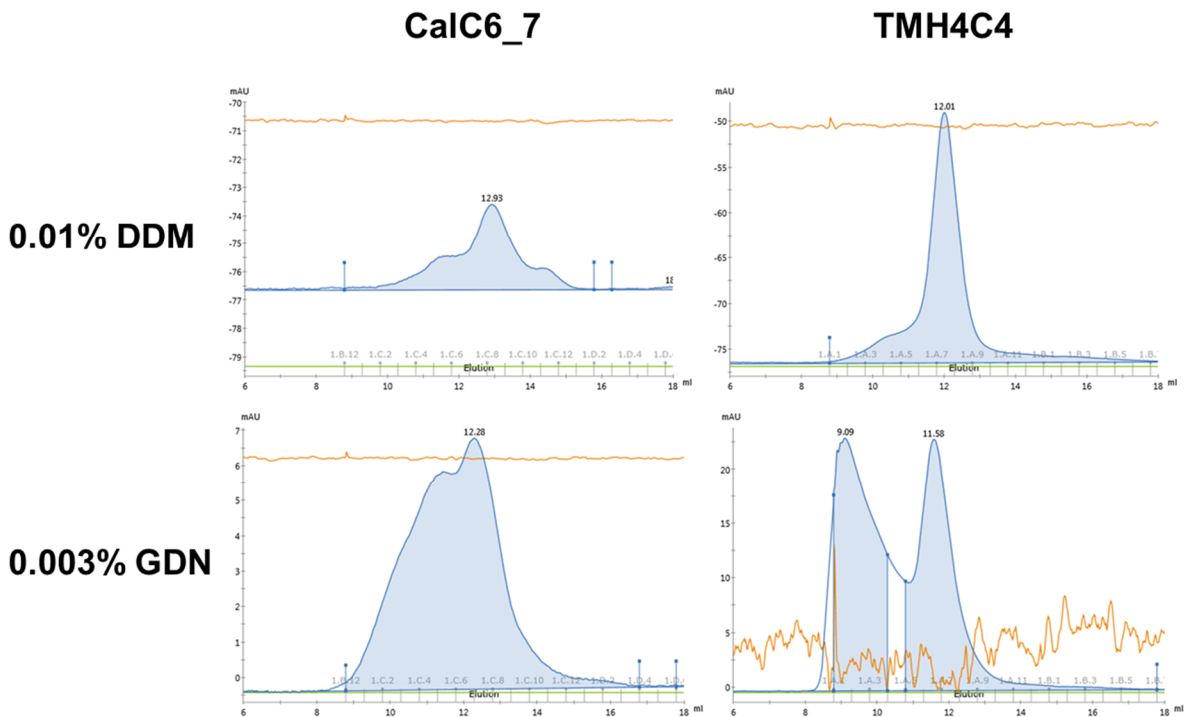 CalC6_7
TMH4C4
0.01% DDM
0.003% GDN
mAU
-70
-71
-72
-73
-74
-75
-76
-77
-78
-79
12.93
18
1.B.12 1.C.2 1.C.4 1.C.6 1.C.8 1.C.10 1.C.12 1.D.2 1.D.4
Elution
6 8 10 12 14 16 18 ml
mAU
-50
-55
-60
-65
-70
-75
12.01
1.A.1 1.A.3 1.A.5 1.A.7 1.A.9 1.A.11 1.B.1 1.B.3 1.B.5
Elution
6 8 10 12 14 16 18 ml
mAU
7
6
5
4
3
2
1
0
12.28
1.B.12 1.C.2 1.C.4 1.C.6 1.C.8 1.C.10 1.C.12 1.D.2 1.D.4
Elution
6 8 10 12 14 16 18 ml
mAU
20
15
10
5
0
9.09
11.58
1.A.3 1.A.9 1.A.11 1.B.1 1.B.3 1.B.5
Elution
6 8 10 12 14 16 18 ml